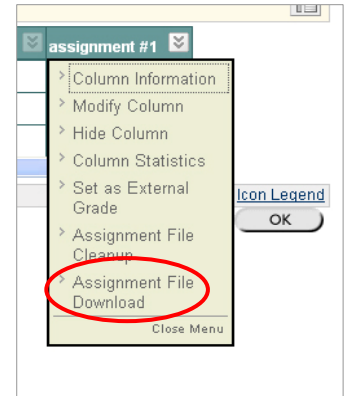 assignment #1
Column Information
Modify Column
Hide Column
Column Statistics
Set as External
Grade
Assignment File
Cleanup
Assignment File
Download
Close Menu
Icon Legend
OK